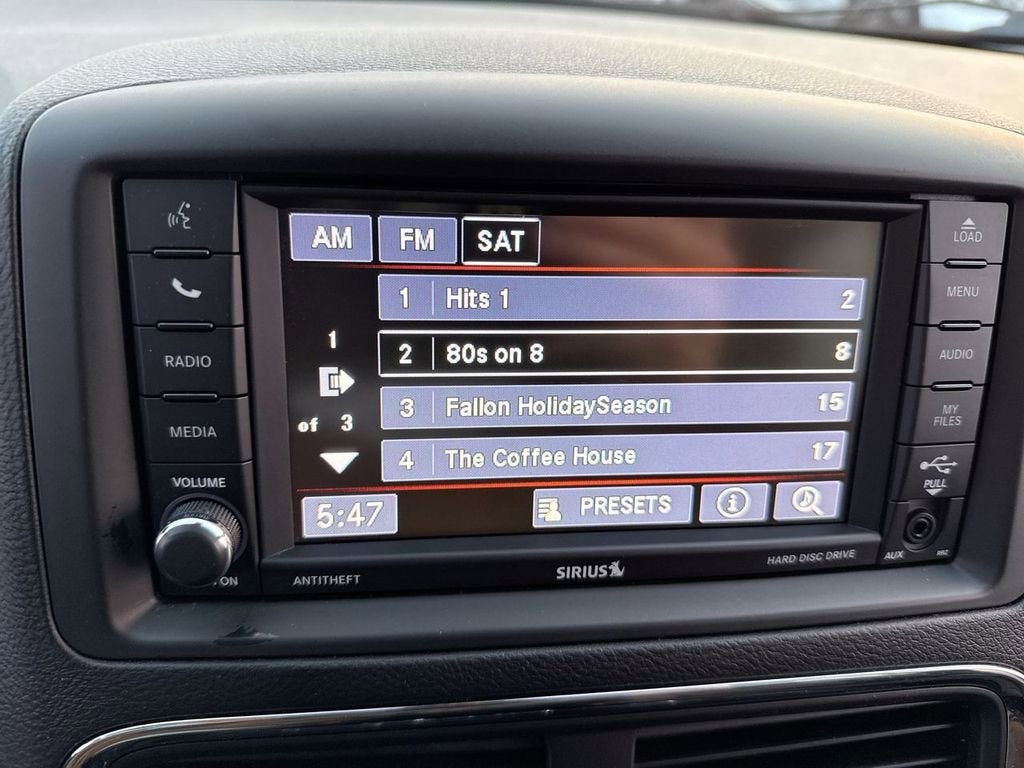 AM FM SAT
1 Hits 1 2
2 80s on 8 8
3 Fallon HolidaySeason 15
4 The Coffee House 17
1
of 3
5:47 PRESETS
RADIO
MEDIA
VOLUME
ON
LOAD
MENU
AUDIO
MY
FILES
PULL
AUX RBZ
ANTITHEFT SIRIUS HARD DISC DRIVE